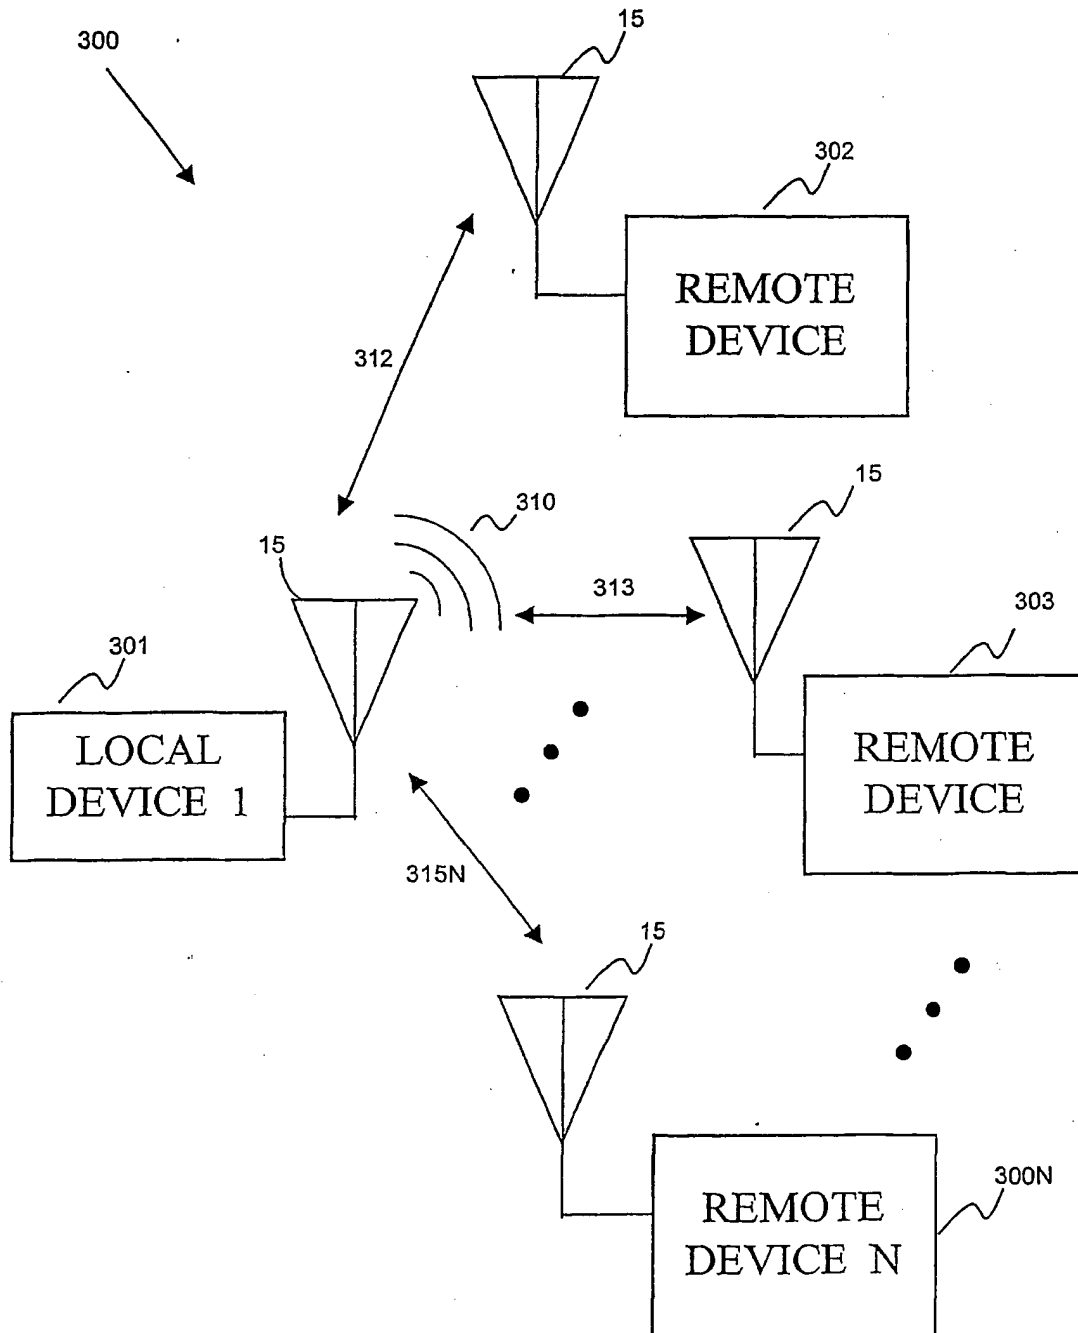 300
15
302
REMOTE
DEVICE
312
310
15
15
313
303
301
LOCAL
DEVICE 1
REMOTE
DEVICE
315N
15
300N
REMOTE
DEVICE N